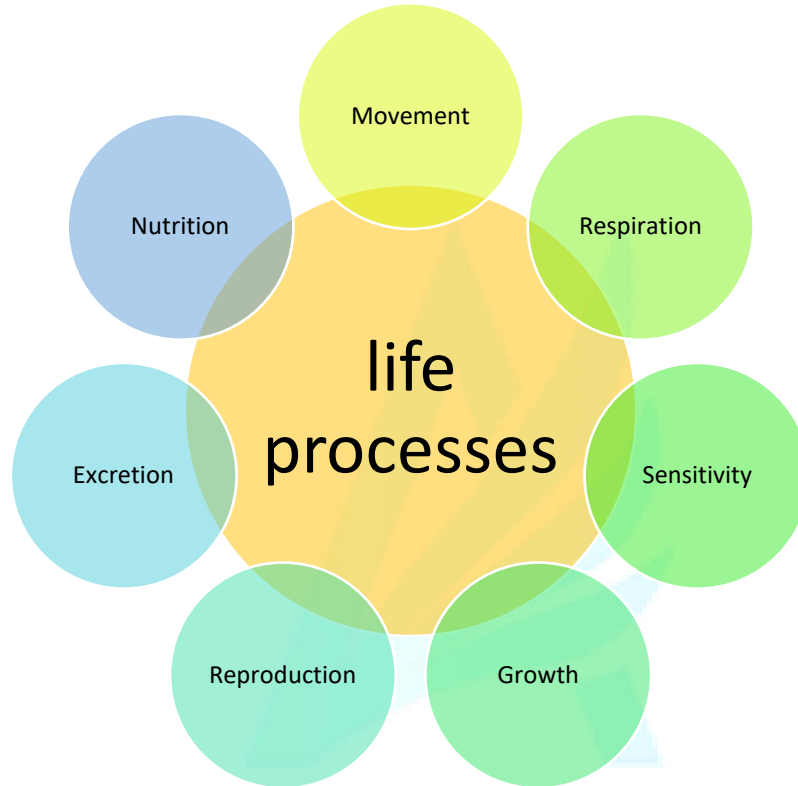 Movement
Respiration
Nutrition
life
processes
Sensitivity
Excretion
Growth
Reproduction